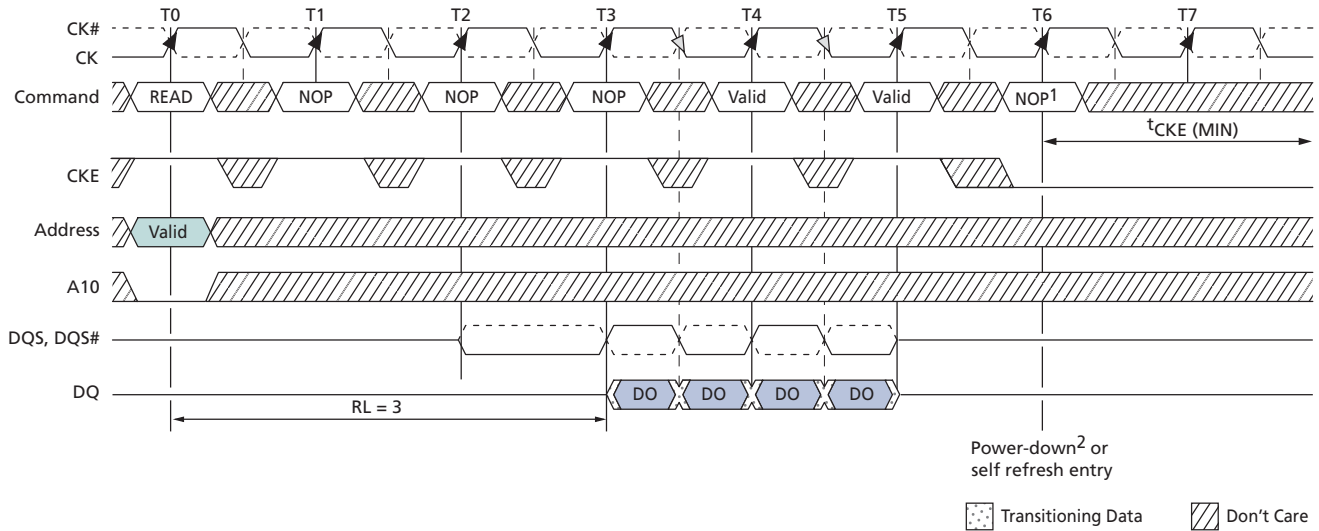 T0 T1 T2 T3 T4 T5 T6 T7
CK#
CK
Command READ NOP NOP NOP Valid Valid NOP1
tCKE (MIN)
CKE
Address Valid
A10
DQS, DQS#
DQ DO DO DO DO
RL = 3
Power-down2 or
self refresh entry
Transitioning Data Don't Care